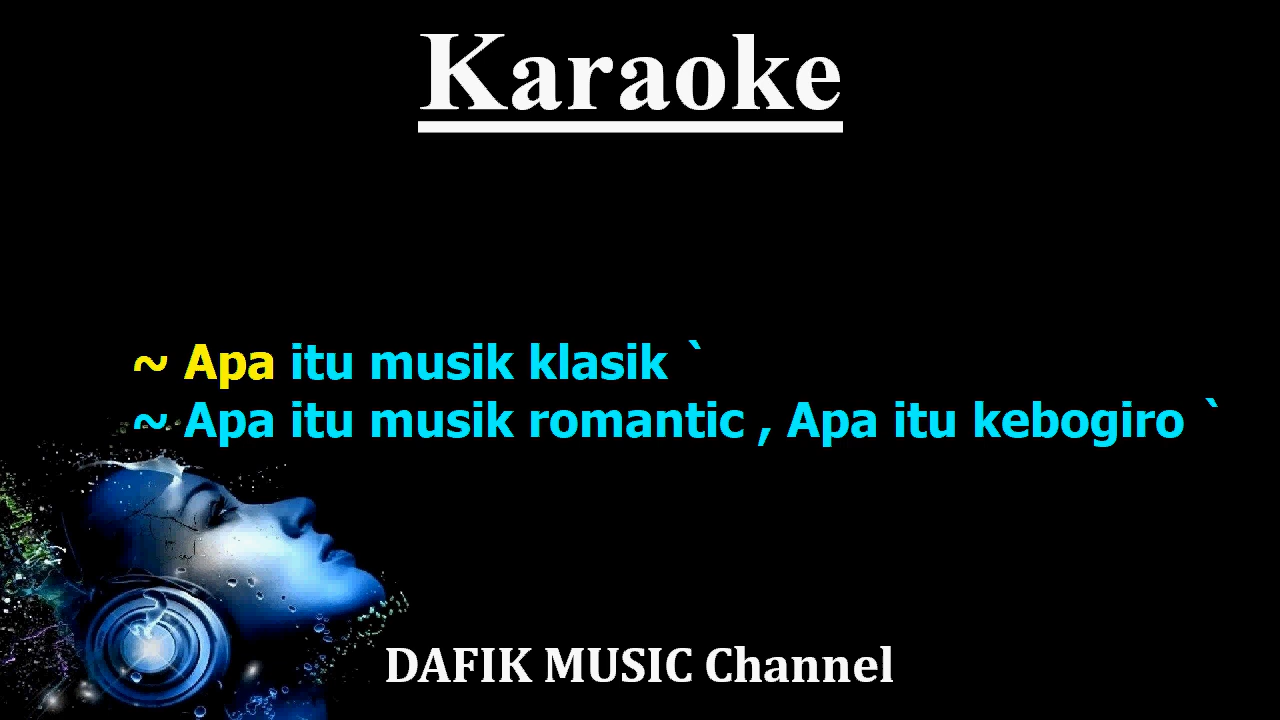 Karaoke
~ Apa itu musik klasik `
~ Apa itu musik romantic , Apa itu kebogiro `
DAFIK MUSIC Channel